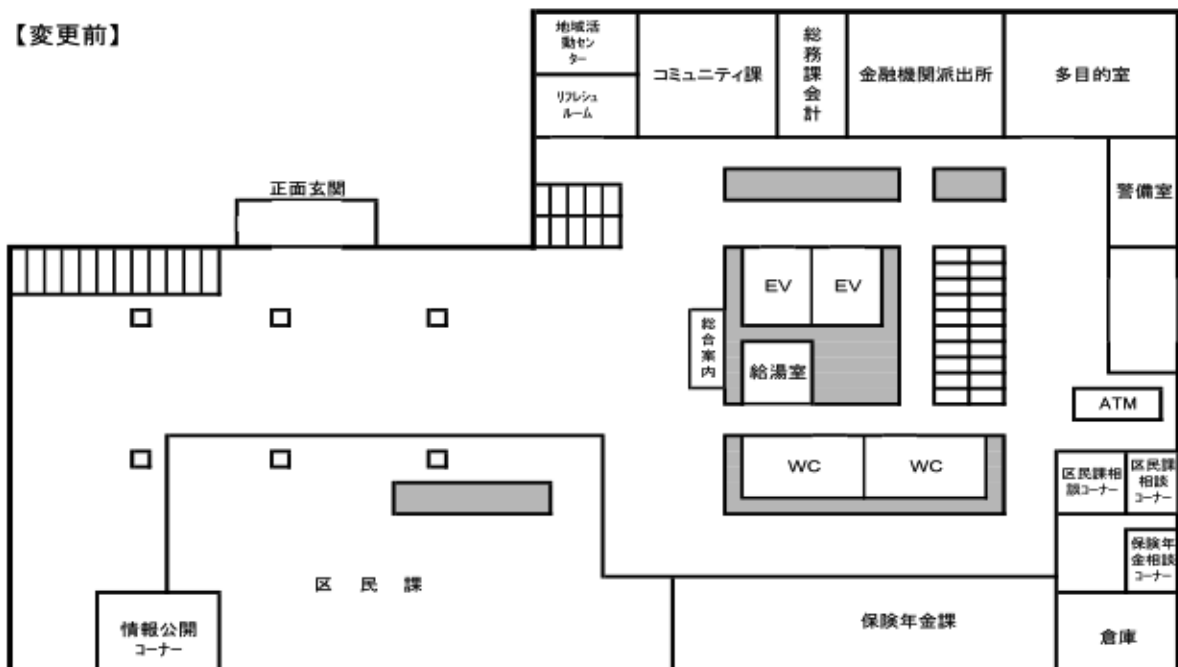 【変更前】
地域活
動セン
ター
コミュニティ課
総
務
課
会
計
金融機関派出所
多目的室
リフレシュ
ルーム
正面玄関
警備室
EV
EV
総
合
案
内
給湯室
ATM
WC
WC
区民課相
談コーナー
区民課
相談
コーナー
保険年
金相談
コーナー
区民課
情報公開
コーナー
保険年金課
倉庫